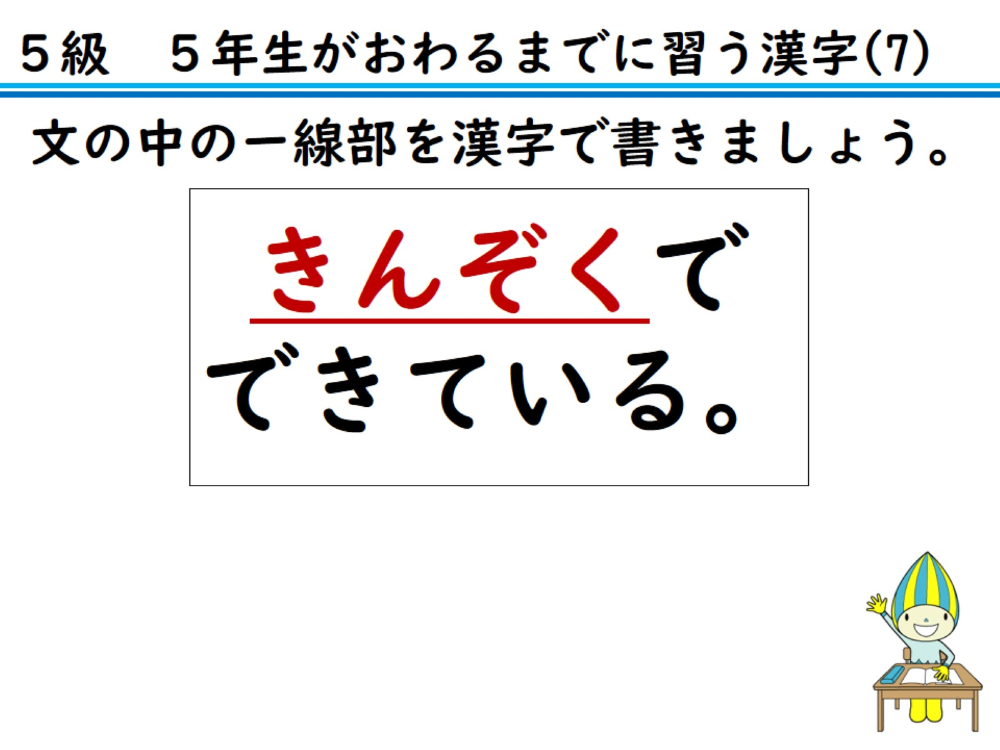 ５級　５年生がおわるまでに習う漢字(7)
文の中の一線部を漢字で書きましょう。
きんぞくで
できている。